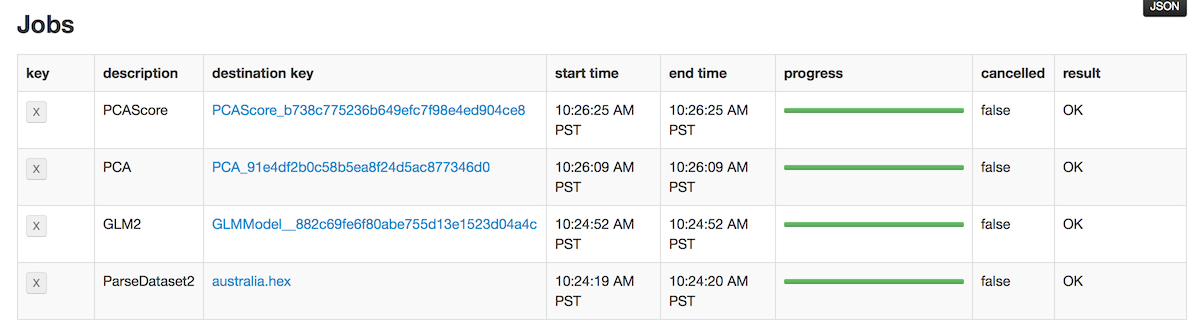 JSON
Jobs
key description destination key start time end time progress cancelled result
X PCAScore PCAScore_b738c775236b649efc7f98e4ed904ce8 10:26:25 AM PST 10:26:25 AM PST false OK
X PCA PCA_91e4df2b0c58b5ea8f24d5ac877346d0 10:26:09 AM PST 10:26:09 AM PST false OK
X GLM2 GLMModel__882c69fe6f80abe755d13e1523d04a4c 10:24:52 AM PST 10:24:52 AM PST false OK
X ParseDataset2 australia.hex 10:24:19 AM PST 10:24:20 AM PST false OK